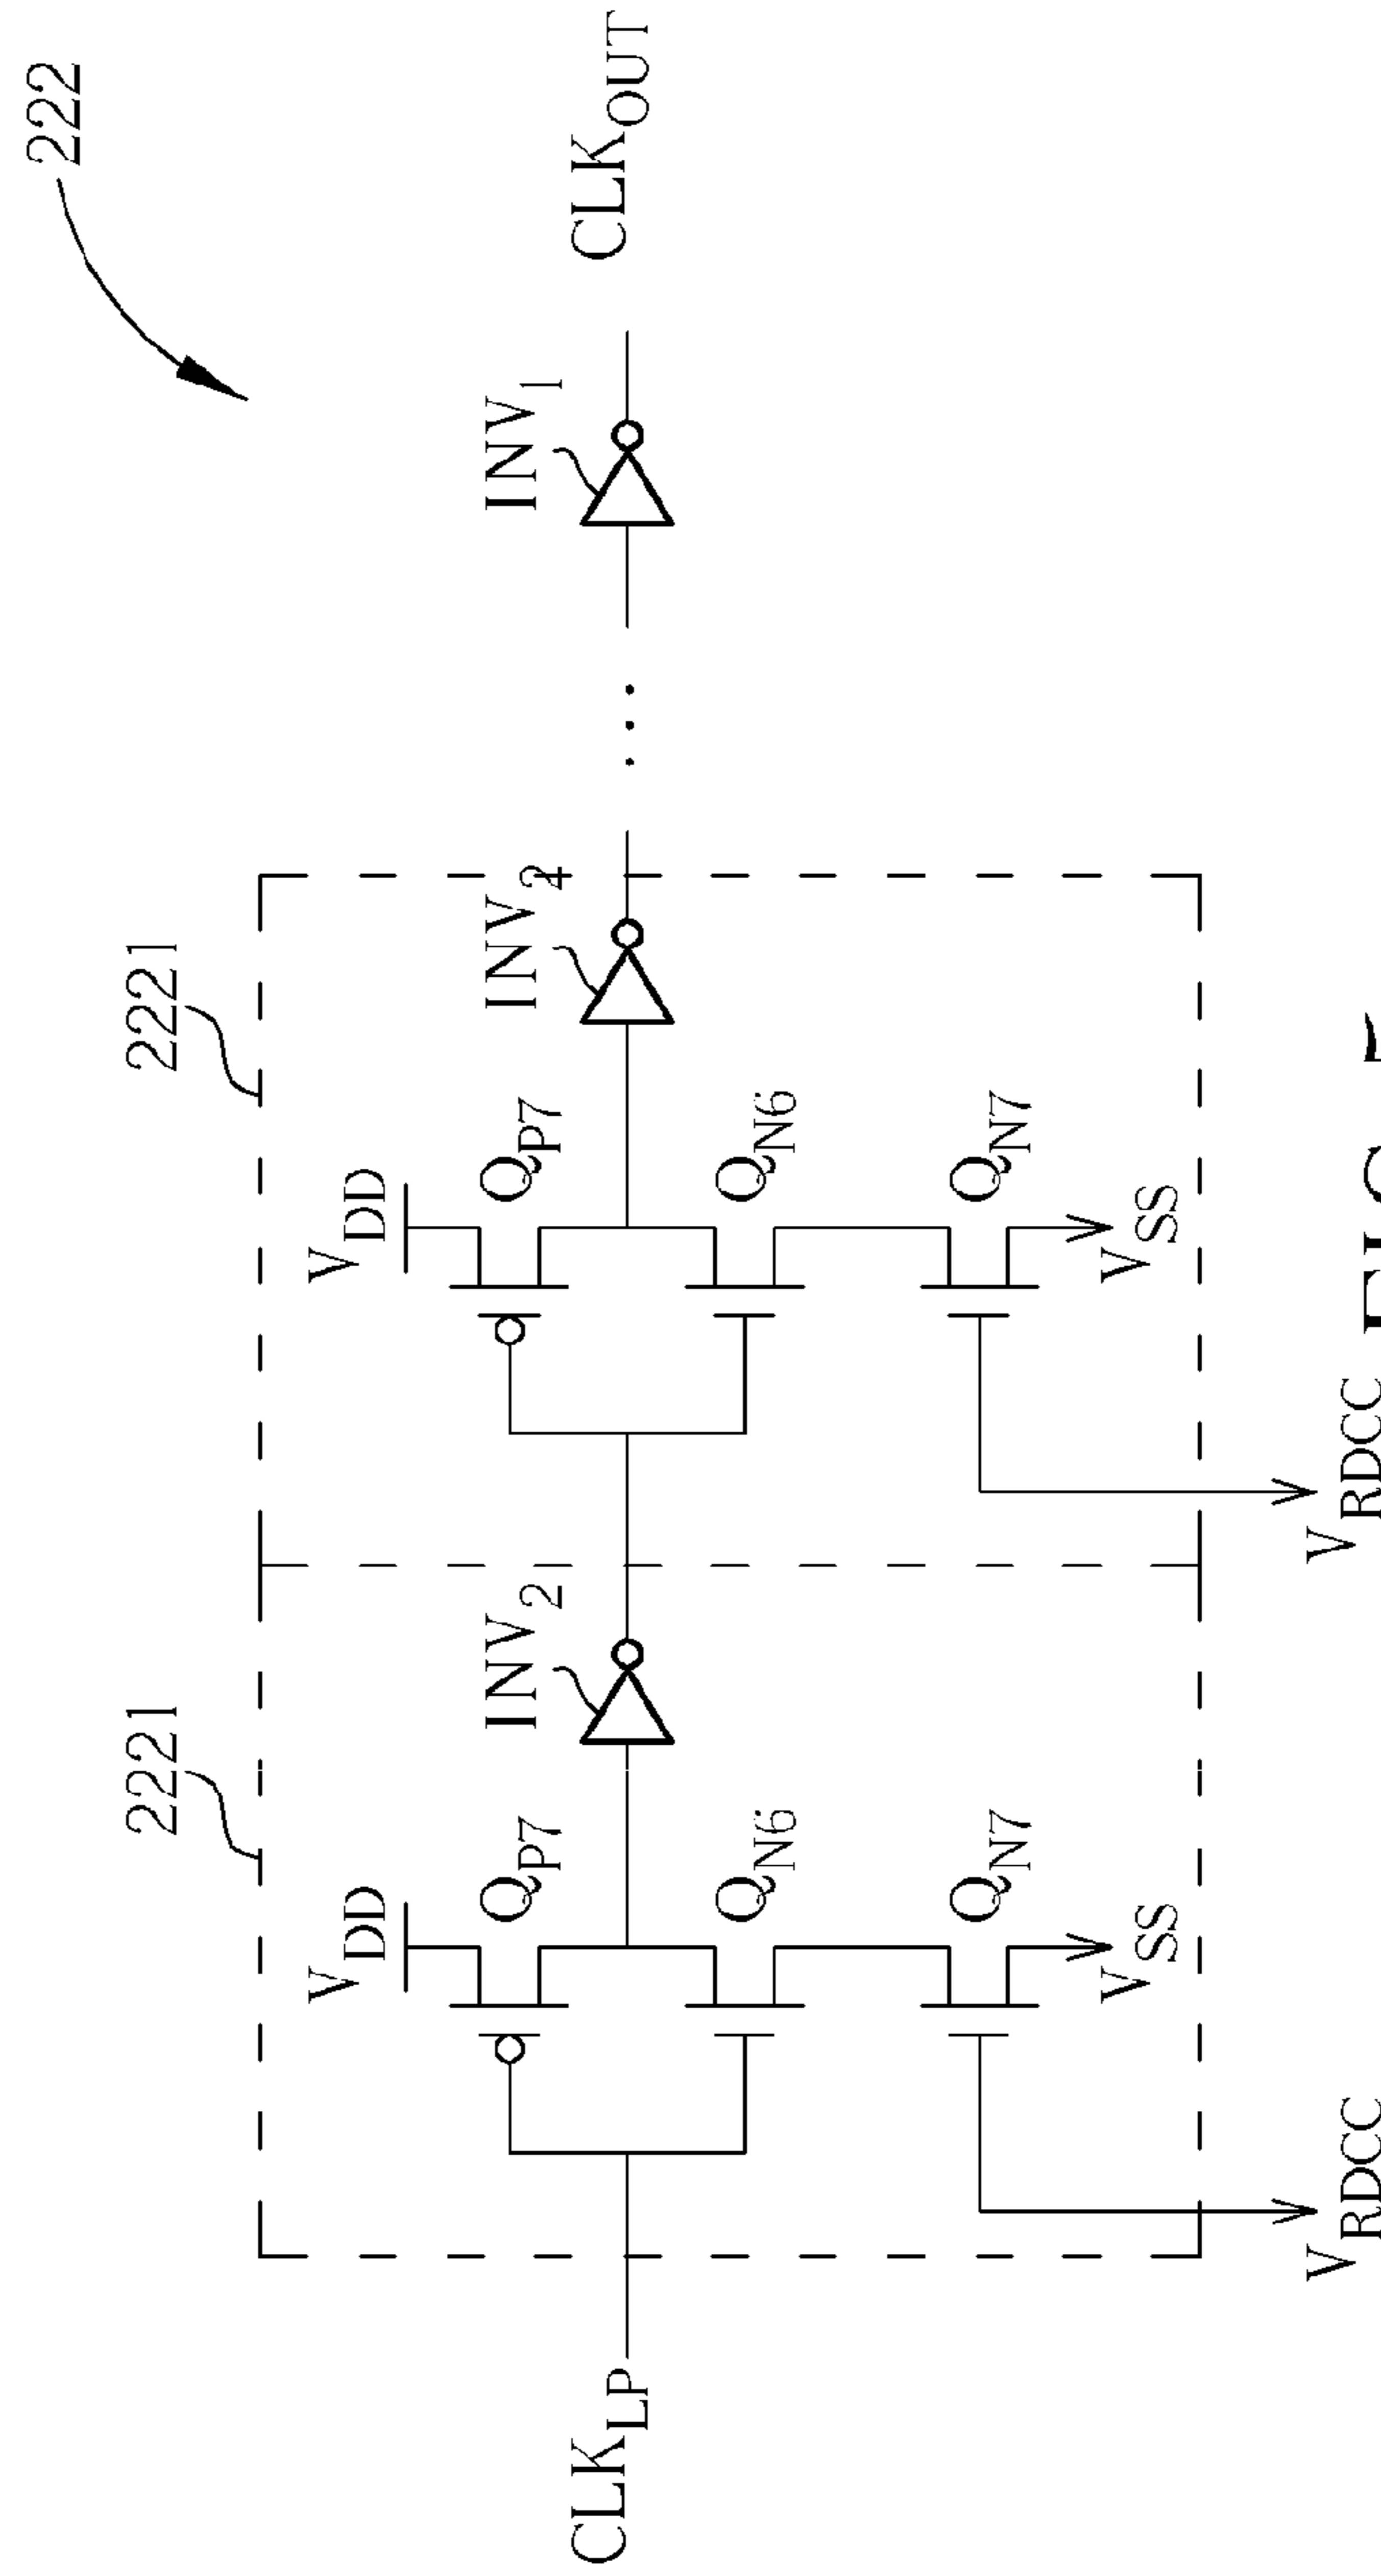 222
2221
2221
V_DD
V_DD
Q_P7
INV_2
Q_P7
INV_2
INV_1
CLK_LP
CLK_OUT
Q_N6
Q_N6
Q_N7
Q_N7
V_SS
V_SS
V_RDCC
V_RDCC